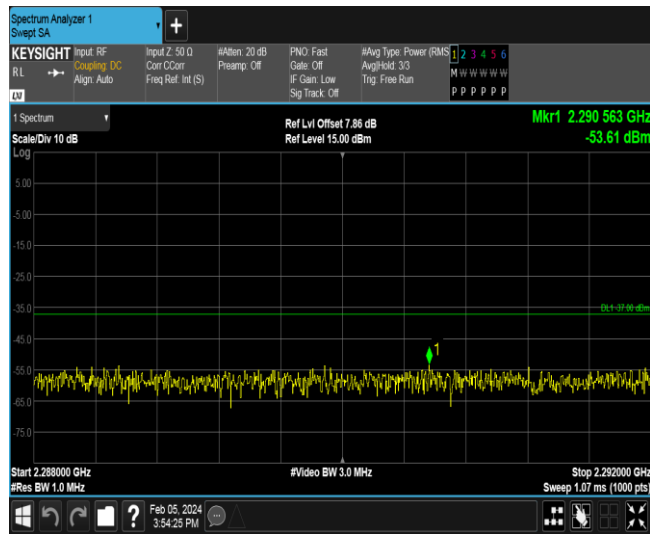 Spectrum Analyzer 1
Swept SA
+
KEYSIGHT Input: RF Input Z: 50 Ω #Atten: 20 dB PNO: Fast #Avg Type: Power (RMS 1 2 3 4 5 6
RL Coupling: DC Corr CCorr Preamp: Off Gate: Off Avg|Hold: 3/3 M W W W W W
Align: Auto Freq Ref: Int (S) IF Gain: Low Trig: Free Run
LXI Sig Track: Off P P P P P P
1 Spectrum Ref Lvl Offset 7.86 dB Mkr1 2.290 563 GHz
Scale/Div 10 dB Ref Level 15.00 dBm -53.61 dBm
Log
5.00
-5.00
-15.0
-25.0
-35.0 DL1 -37.00 dBm
-45.0
1
-55.0
-65.0
-75.0
Start 2.288000 GHz #Video BW 3.0 MHz Stop 2.292000 GHz
#Res BW 1.0 MHz Sweep 1.07 ms (1000 pts)
? Feb 05, 2024
3:54:25 PM